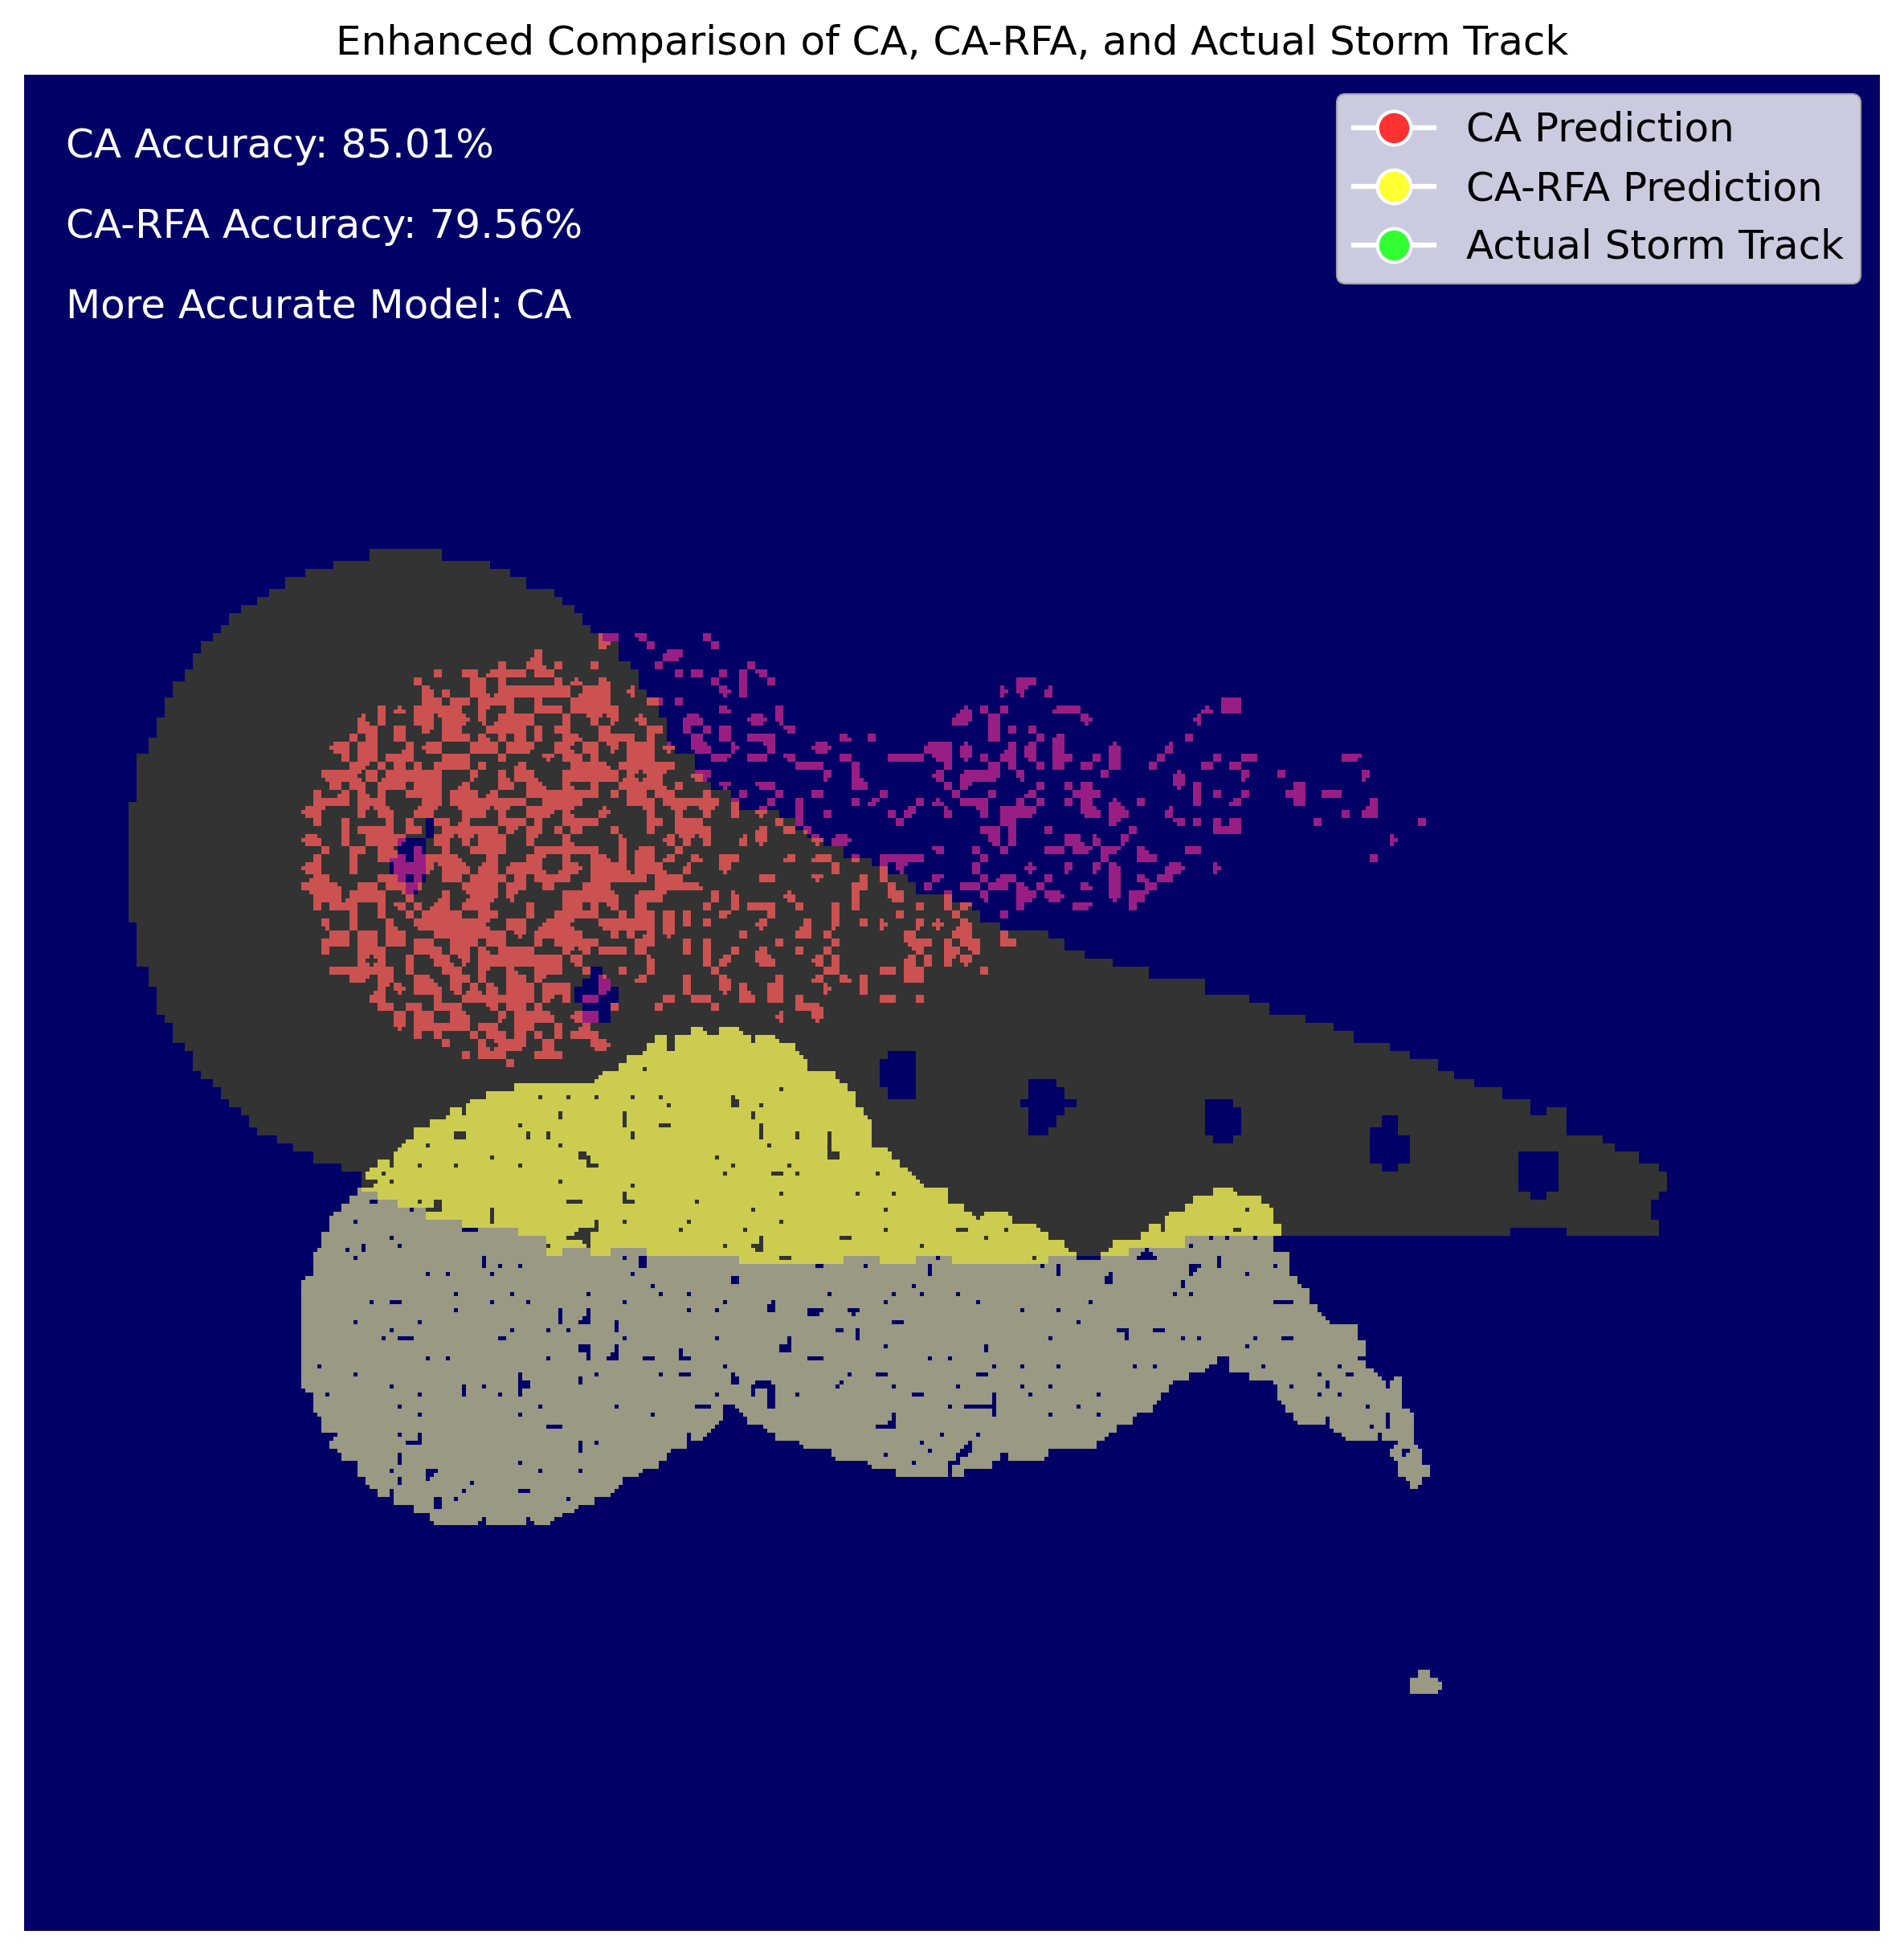 Enhanced Comparison of CA, CA-RFA, and Actual Storm Track
CA Accuracy: 85.01%
CA-RFA Accuracy: 79.56%
More Accurate Model: CA
CA Prediction
CA-RFA Prediction
Actual Storm Track